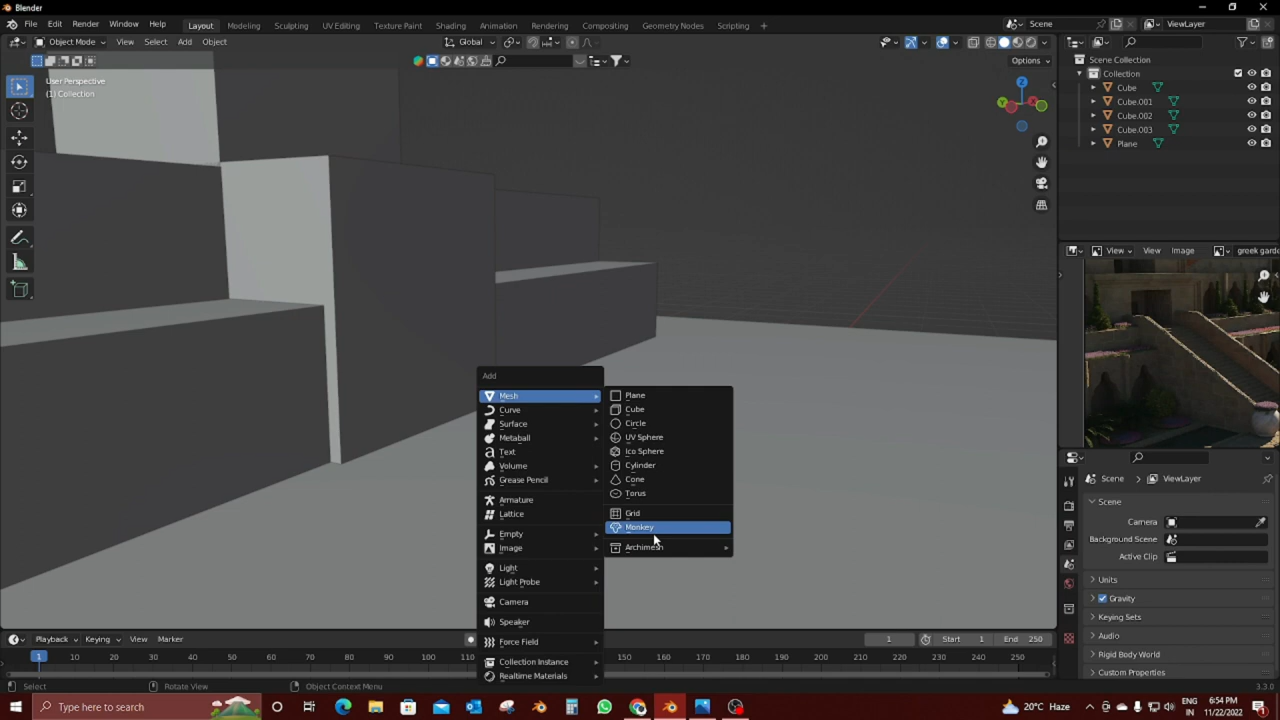 Blender
File Edit Render Window Help
Layout Modeling Sculpting UV Editing Texture Paint Shading Animation Rendering Compositing Geometry Nodes Scripting +
Scene ViewLayer
Object Mode View Select Add Object
Global
Options
User Perspective
(1) Collection
Z
Y
X
Scene Collection
Collection
Cube
Cube.001
Cube.002
Cube.003
Plane
View View Image greek garde
Add
Mesh
Curve
Surface
Metaball
Text
Volume
Grease Pencil
Armature
Lattice
Empty
Image
Light
Light Probe
Camera
Speaker
Force Field
Collection Instance
Realtime Materials
Plane
Cube
Circle
UV Sphere
Ico Sphere
Cylinder
Cone
Torus
Grid
Monkey
Archimesh
Scene ViewLayer
Scene
Camera
Background Scene
Active Clip
Units
Gravity
Keying Sets
Audio
Rigid Body World
Custom Properties
Playback Keying View Marker
1 Start 1 End 250
1 10 20 30 40 50 60 70 80 90 100 110 150 160 170 180 190 200 210 220 230 240 250
Select Rotate View Object Context Menu 3.3.0
Type here to search
20°C Haze
ENG
IN
6:54 PM
11/22/2022
1